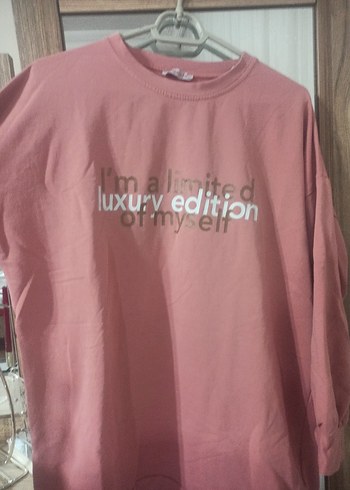 I'm a limited
luxury edition
of myself